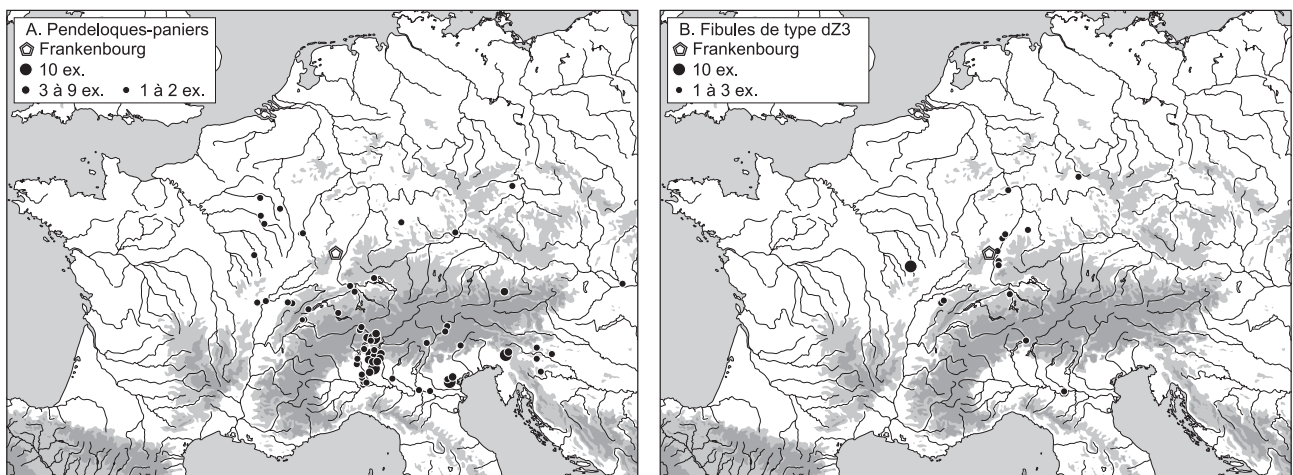 A. Pendeloques-paniers
Frankenbourg
10 ex.
3 à 9 ex. 1 à 2 ex.
B. Fibules de type dZ3
Frankenbourg
10 ex.
1 à 3 ex.